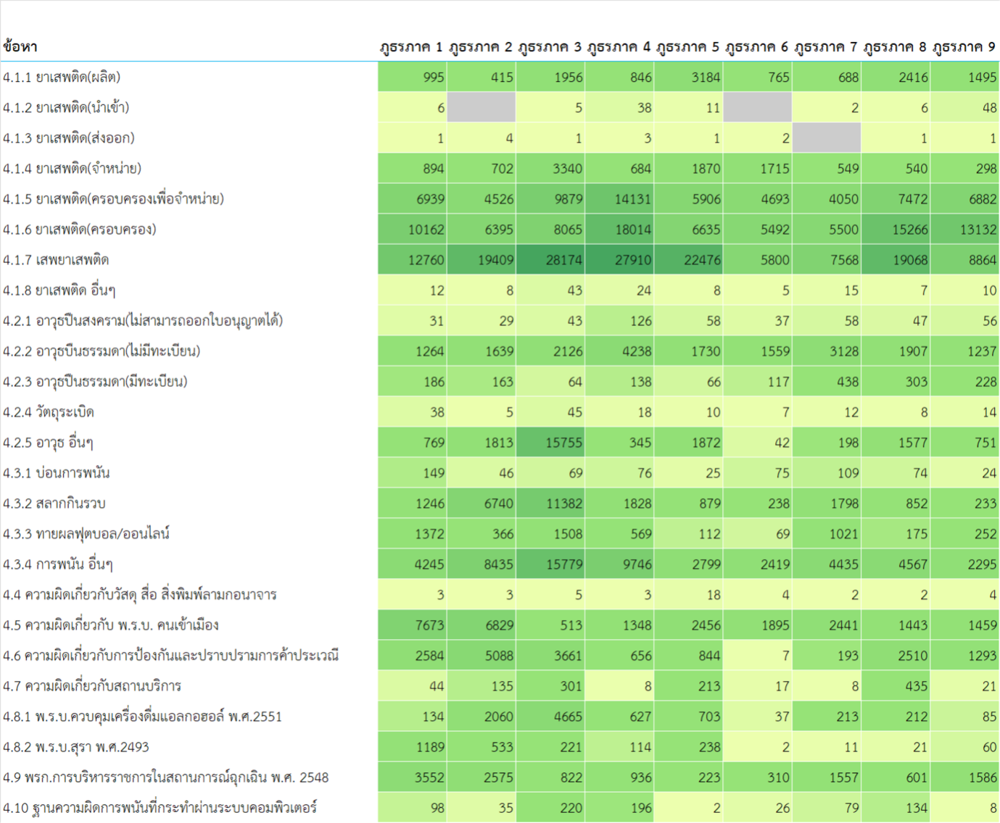 ข้อหา ภูธรภาค 1 ภูธรภาค 2 ภูธรภาค 3 ภูธรภาค 4 ภูธรภาค 5 ภูธรภาค 6 ภูธรภาค 7 ภูธรภาค 8 ภูธรภาค 9
4.1.1 ยาเสพติด(ผลิต) 995 415 1956 846 3184 765 688 2416 1495
4.1.2 ยาเสพติด(นำเข้า) 6 5 38 11 2 6 48
4.1.3 ยาเสพติด(ส่งออก) 1 4 1 3 1 2 1 1
4.1.4 ยาเสพติด(จำหน่าย) 894 702 3340 684 1870 1715 549 540 298
4.1.5 ยาเสพติด(ครอบครองเพื่อจำหน่าย) 6939 4526 9879 14131 5906 4693 4050 7472 6882
4.1.6 ยาเสพติด(ครอบครอง) 10162 6395 8065 18014 6635 5492 5500 15266 13132
4.1.7 เสพยาเสพติด 12760 19409 28174 27910 22476 5800 7568 19068 8864
4.1.8 ยาเสพติด อื่นๆ 12 8 43 24 8 5 15 7 10
4.2.1 อาวุธปืนสงคราม(ไม่สามารถออกใบอนุญาตได้) 31 29 43 126 58 37 58 47 56
4.2.2 อาวุธปืนธรรมดา(ไม่มีทะเบียน) 1264 1639 2126 4238 1730 1559 3128 1907 1237
4.2.3 อาวุธปืนธรรมดา(มีทะเบียน) 186 163 64 138 66 117 438 303 228
4.2.4 วัตถุระเบิด 38 5 45 18 10 7 12 8 14
4.2.5 อาวุธ อื่นๆ 769 1813 15755 345 1872 42 198 1577 751
4.3.1 บ่อนการพนัน 149 46 69 76 25 75 109 74 24
4.3.2 สลากกินรวบ 1246 6740 11382 1828 879 238 1798 852 233
4.3.3 ทายผลฟุตบอล/ออนไลน์ 1372 366 1508 569 112 69 1021 175 252
4.3.4 การพนัน อื่นๆ 4245 8435 15779 9746 2799 2419 4435 4567 2295
4.4 ความผิดเกี่ยวกับวัสดุ สื่อ สิ่งพิมพ์ลามกอนาจาร 3 3 5 3 18 4 2 2 4
4.5 ความผิดเกี่ยวกับ พ.ร.บ. คนเข้าเมือง 7673 6829 513 1348 2456 1895 2441 1443 1459
4.6 ความผิดเกี่ยวกับการป้องกันและปราบปรามการค้าประเวณี 2584 5088 3661 656 844 7 193 2510 1293
4.7 ความผิดเกี่ยวกับสถานบริการ 44 135 301 8 213 17 8 435 21
4.8.1 พ.ร.บ.ควบคุมเครื่องดื่มแอลกอฮอล์ พ.ศ.2551 134 2060 4665 627 703 37 213 212 85
4.8.2 พ.ร.บ.สุรา พ.ศ.2493 1189 533 221 114 238 2 11 21 60
4.9 พรก.การบริหารราชการในสถานการณ์ฉุกเฉิน พ.ศ. 2548 3552 2575 822 936 223 310 1557 601 1586
4.10 ฐานความผิดการพนันที่กระทำผ่านระบบคอมพิวเตอร์ 98 35 220 196 2 26 79 134 8